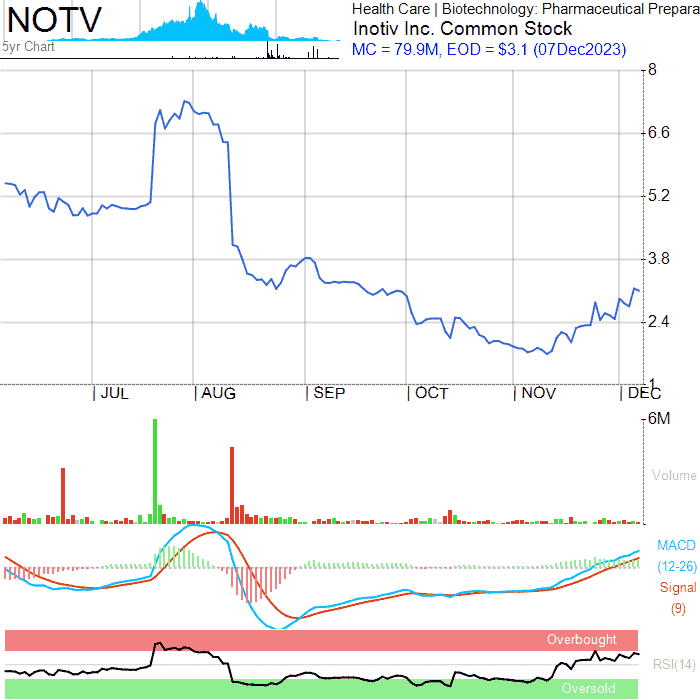 NOTV
5yr Chart
Health Care | Biotechnology: Pharmaceutical Prepara
Inotiv Inc. Common Stock
MC = 79.9M, EOD = $3.1 (07Dec2023)
8
6.6
5.2
3.8
2.4
1
JUL AUG SEP OCT NOV DEC
6M
Volume
MACD
(12-26)
Signal
(9)
Overbought
RSI(14)
Oversold